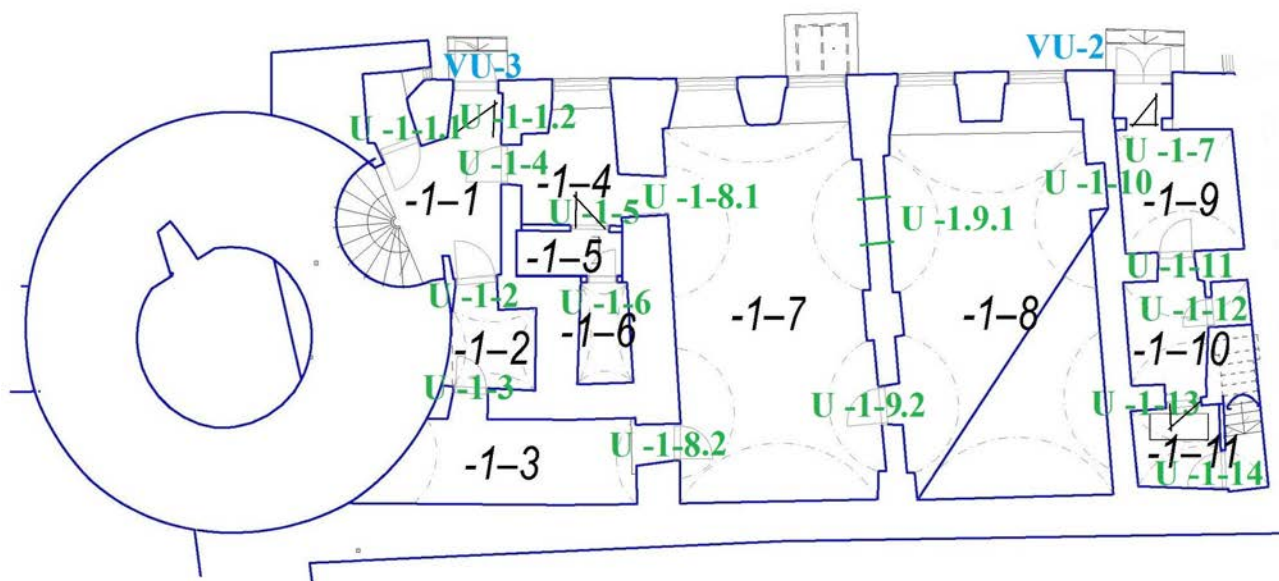 VU-3
VU-2
U -1-1.1
U -1-1.2
U -1-4
-1–1
-1–4
U -1-5
-1–5
U -1-8.1
U -1.9.1
U -1-10
U -1-7
-1–9
U -1-11
U -1-2
U -1-6
-1–6
-1–2
U -1-3
-1–7
-1–8
U -1-12
-1–10
U -1-13
U -1-9.2
U -1-8.2
-1–3
-1–11
U -1-14